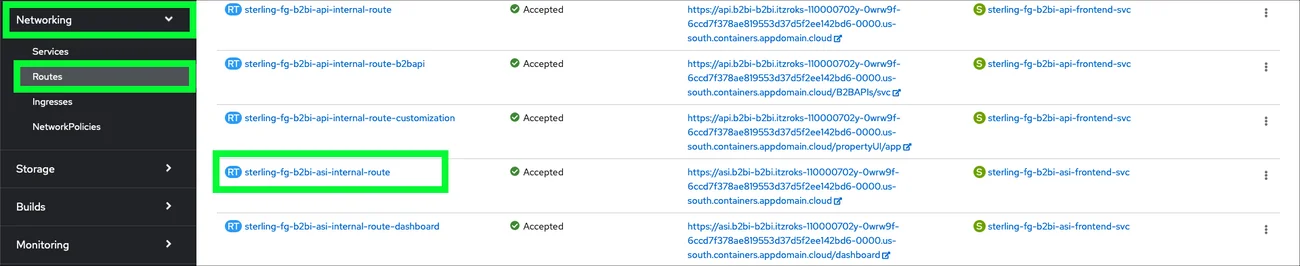 Networking
Services
Routes
Ingresses
NetworkPolicies
Storage
Builds
Monitoring
RT sterling-fg-b2bi-api-internal-route
Accepted
https://api.b2bi-b2bi.itzroks-110000702y-0wrw9f-
6ccd7f378ae819553d37d5f2ee142bd6-0000.us-
south.containers.appdomain.cloud
S sterling-fg-b2bi-api-frontend-svc
RT sterling-fg-b2bi-api-internal-route-b2bapi
Accepted
https://api.b2bi-b2bi.itzroks-110000702y-0wrw9f-
6ccd7f378ae819553d37d5f2ee142bd6-0000.us-
south.containers.appdomain.cloud/B2BAPIs/svc
S sterling-fg-b2bi-api-frontend-svc
RT sterling-fg-b2bi-api-internal-route-customization
Accepted
https://api.b2bi-b2bi.itzroks-110000702y-0wrw9f-
6ccd7f378ae819553d37d5f2ee142bd6-0000.us-
south.containers.appdomain.cloud/propertyUI/app
S sterling-fg-b2bi-api-frontend-svc
RT sterling-fg-b2bi-asi-internal-route
Accepted
https://asi.b2bi-b2bi.itzroks-110000702y-0wrw9f-
6ccd7f378ae819553d37d5f2ee142bd6-0000.us-
south.containers.appdomain.cloud
S sterling-fg-b2bi-asi-frontend-svc
RT sterling-fg-b2bi-asi-internal-route-dashboard
Accepted
https://asi.b2bi-b2bi.itzroks-110000702y-0wrw9f-
6ccd7f378ae819553d37d5f2ee142bd6-0000.us-
south.containers.appdomain.cloud/dashboard
S sterling-fg-b2bi-asi-frontend-svc